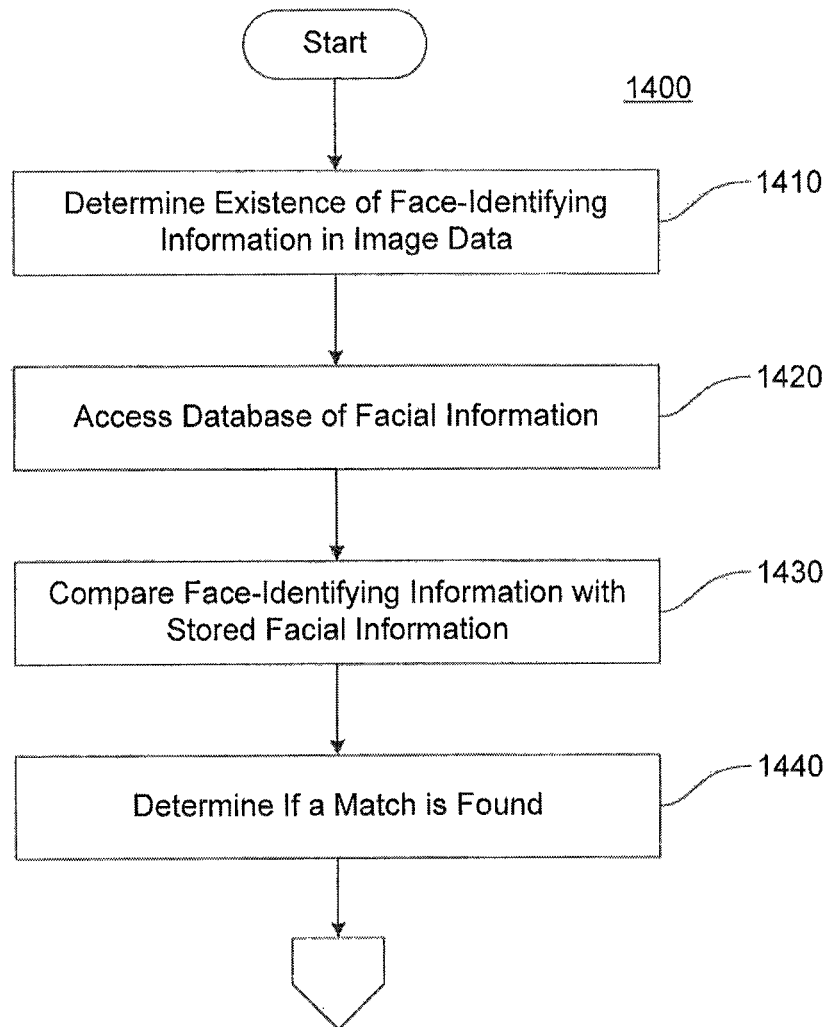 Start
1400
Determine Existence of Face-Identifying
Information in Image Data
1410
Access Database of Facial Information
1420
Compare Face-Identifying Information with
Stored Facial Information
1430
Determine If a Match is Found
1440